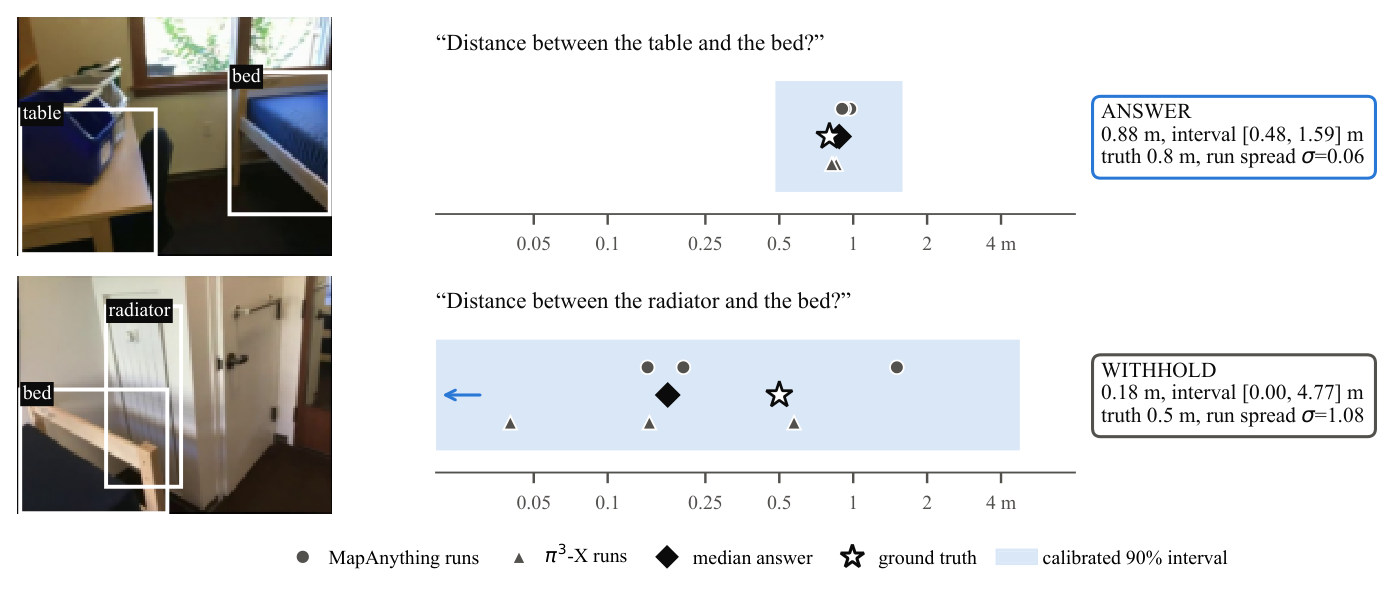 “Distance between the table and the bed?”
bed
table
ANSWER
0.88 m, interval [0.48, 1.59] m
truth 0.8 m, run spread σ=0.06
0.05 0.1 0.25 0.5 1 2 4 m
“Distance between the radiator and the bed?”
radiator
bed
WITHHOLD
0.18 m, interval [0.00, 4.77] m
truth 0.5 m, run spread σ=1.08
0.05 0.1 0.25 0.5 1 2 4 m
MapAnything runs π³-X runs median answer ground truth calibrated 90% interval